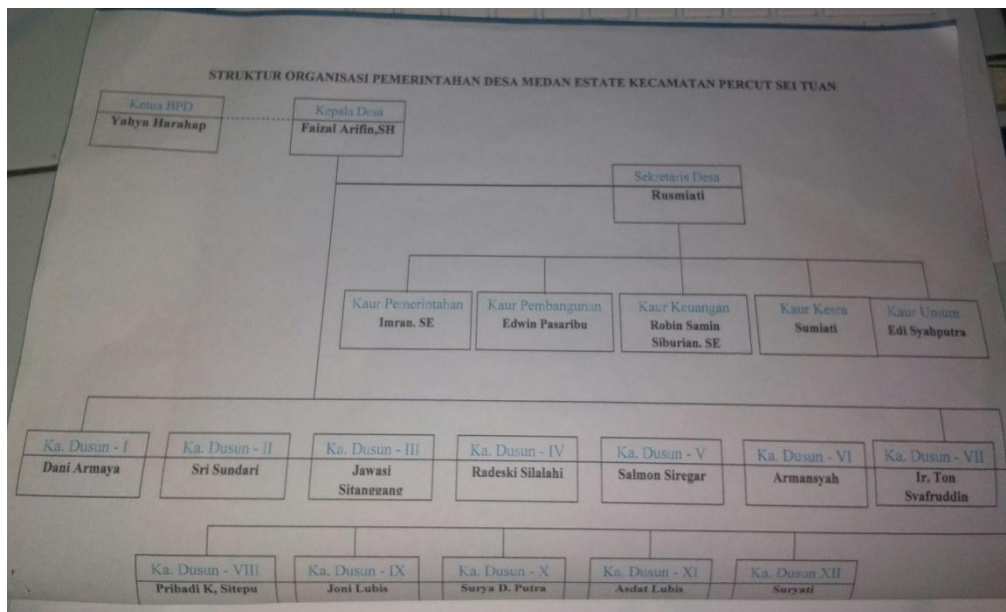 STRUKTUR ORGANISASI PEMERINTAHAN DESA MEDAN ESTATE KECAMATAN PERCUT SEI TUAN
Ketua BPD
Yahya Harahap
Kepala Desa
Faizal Arifin,SH
Sekretaris Desa
Rusmiati
Kaur Pemerintahan
Imran. SE
Kaur Pembangunan
Edwin Pasaribu
Kaur Keuangan
Robin Samin
Siburian. SE
Kaur Kesra
Sumiati
Kaur Umum
Edi Syahputra
Ka. Dusun - I
Dani Armaya
Ka. Dusun - II
Sri Sundari
Ka. Dusun - III
Jawasi
Sitanggang
Ka. Dusun - IV
Radeski Silalahi
Ka. Dusun - V
Salmon Siregar
Ka. Dusun - VI
Armansyah
Ka. Dusun - VII
Ir. Ton
Syafruddin
Ka. Dusun - VIII
Pribadi K, Sitepu
Ka. Dusun - IX
Joni Lubis
Ka. Dusun - X
Surya D. Putra
Ka. Dusun - XI
Asdat Lubis
Ka. Dusun XII
Suryati